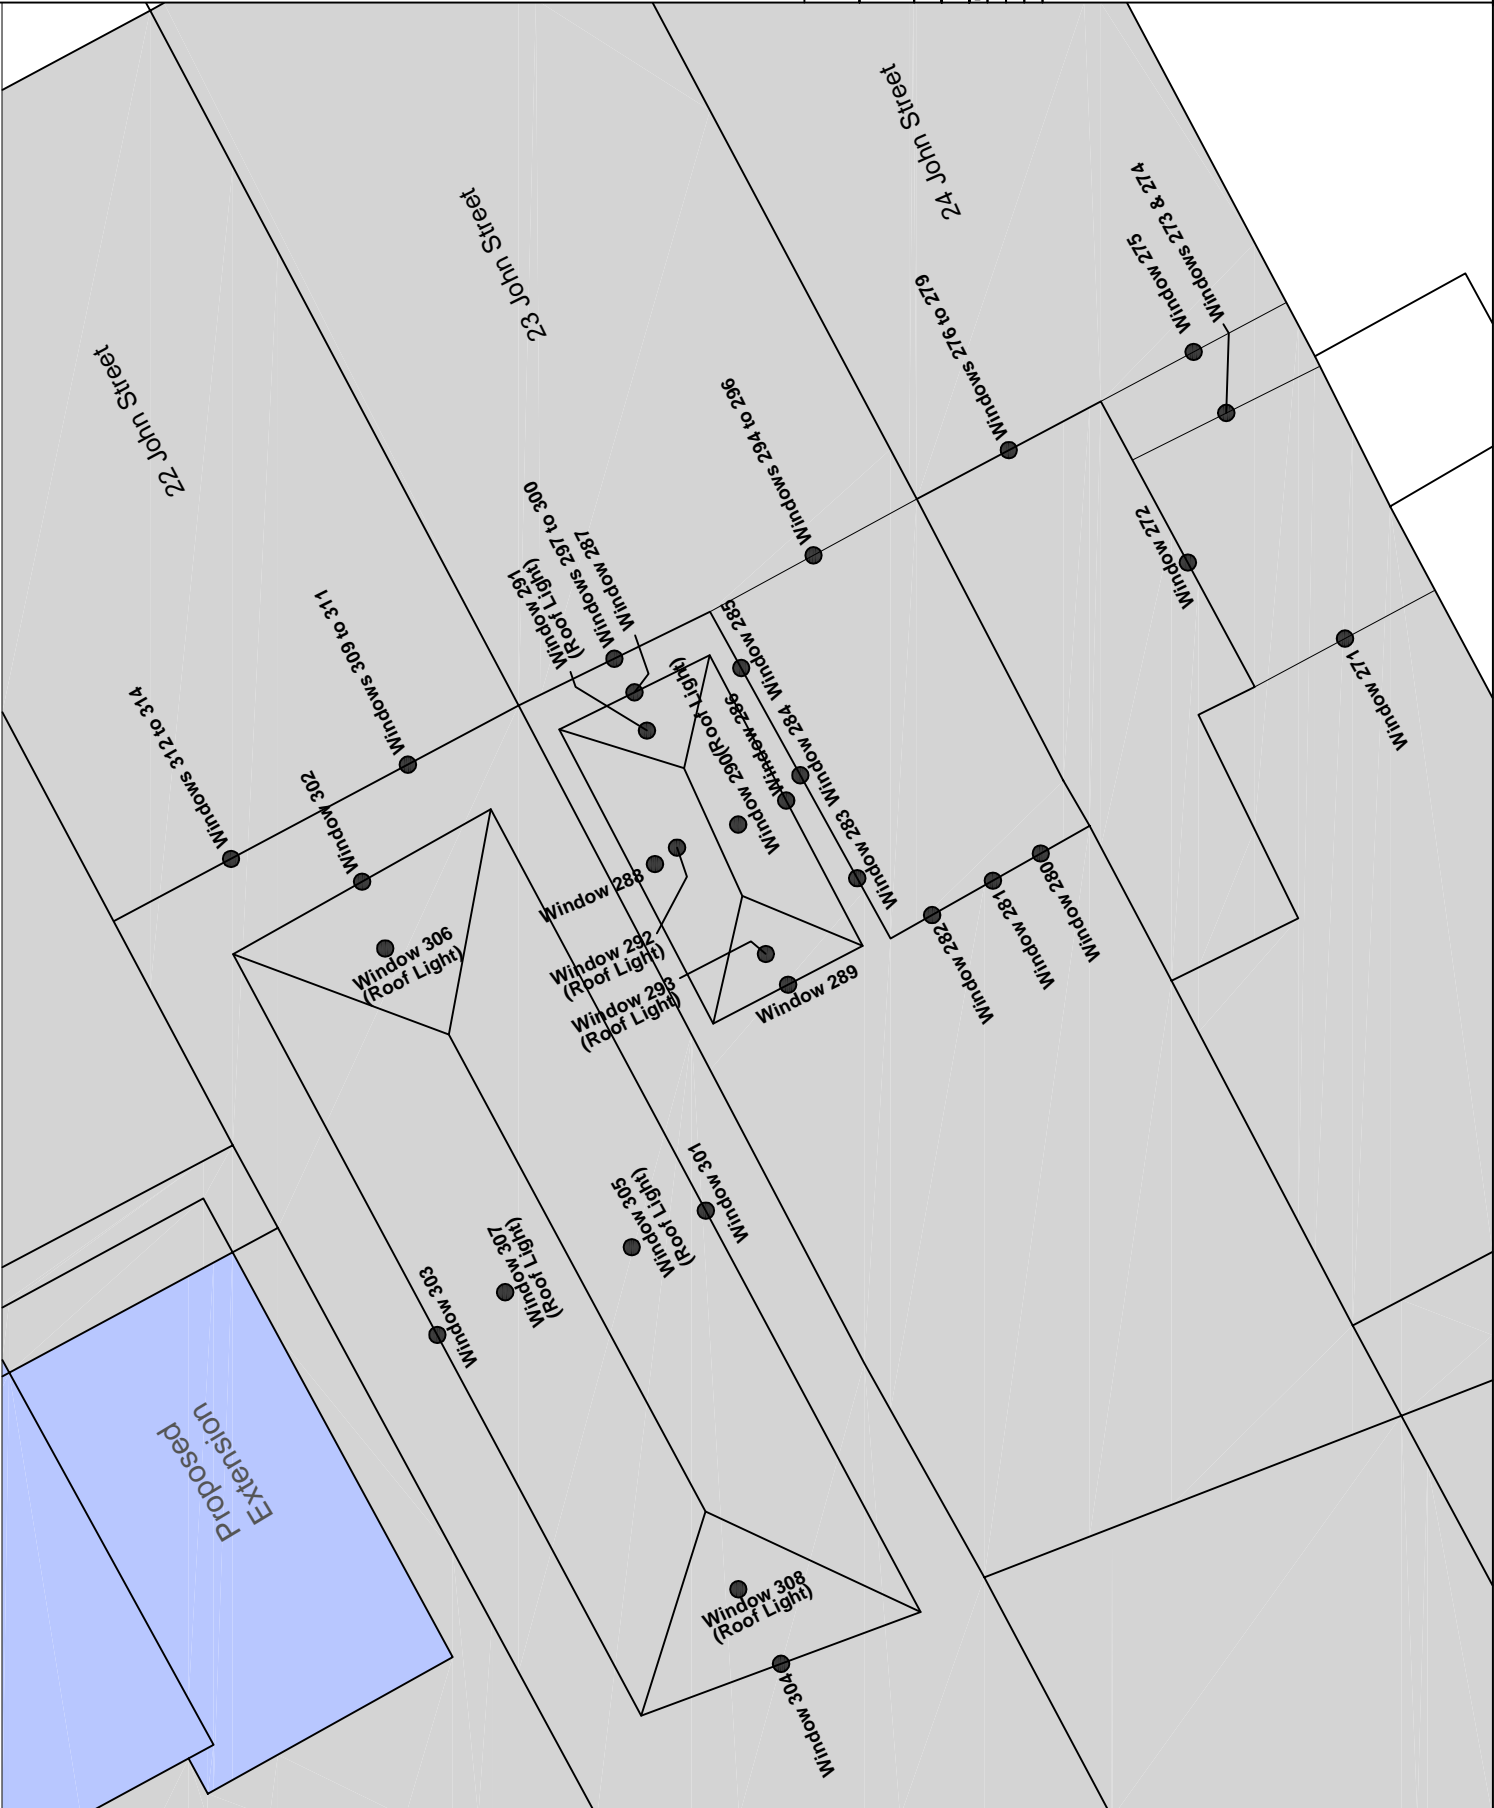 24 John Street
23 John Street
22 John Street
Windows 273 & 274
Window 275
Windows 276 to 279
Windows 294 to 296
Windows 297 to 300
Window 287
Window 291
(Roof Light)
Window 272
Window 271
Windows 309 to 311
Windows 312 to 314
Window 302
Window 285
Window 284
Window 283
Window 286
Window 290(Roof Light)
Window 288
Window 292
(Roof Light)
Window 293
(Roof Light)
Window 289
Window 282
Window 281
Window 280
Window 306
(Roof Light)
Window 301
Window 305
(Roof Light)
Window 307
(Roof Light)
Window 303
Proposed
Extension
Window 308
(Roof Light)
Window 304